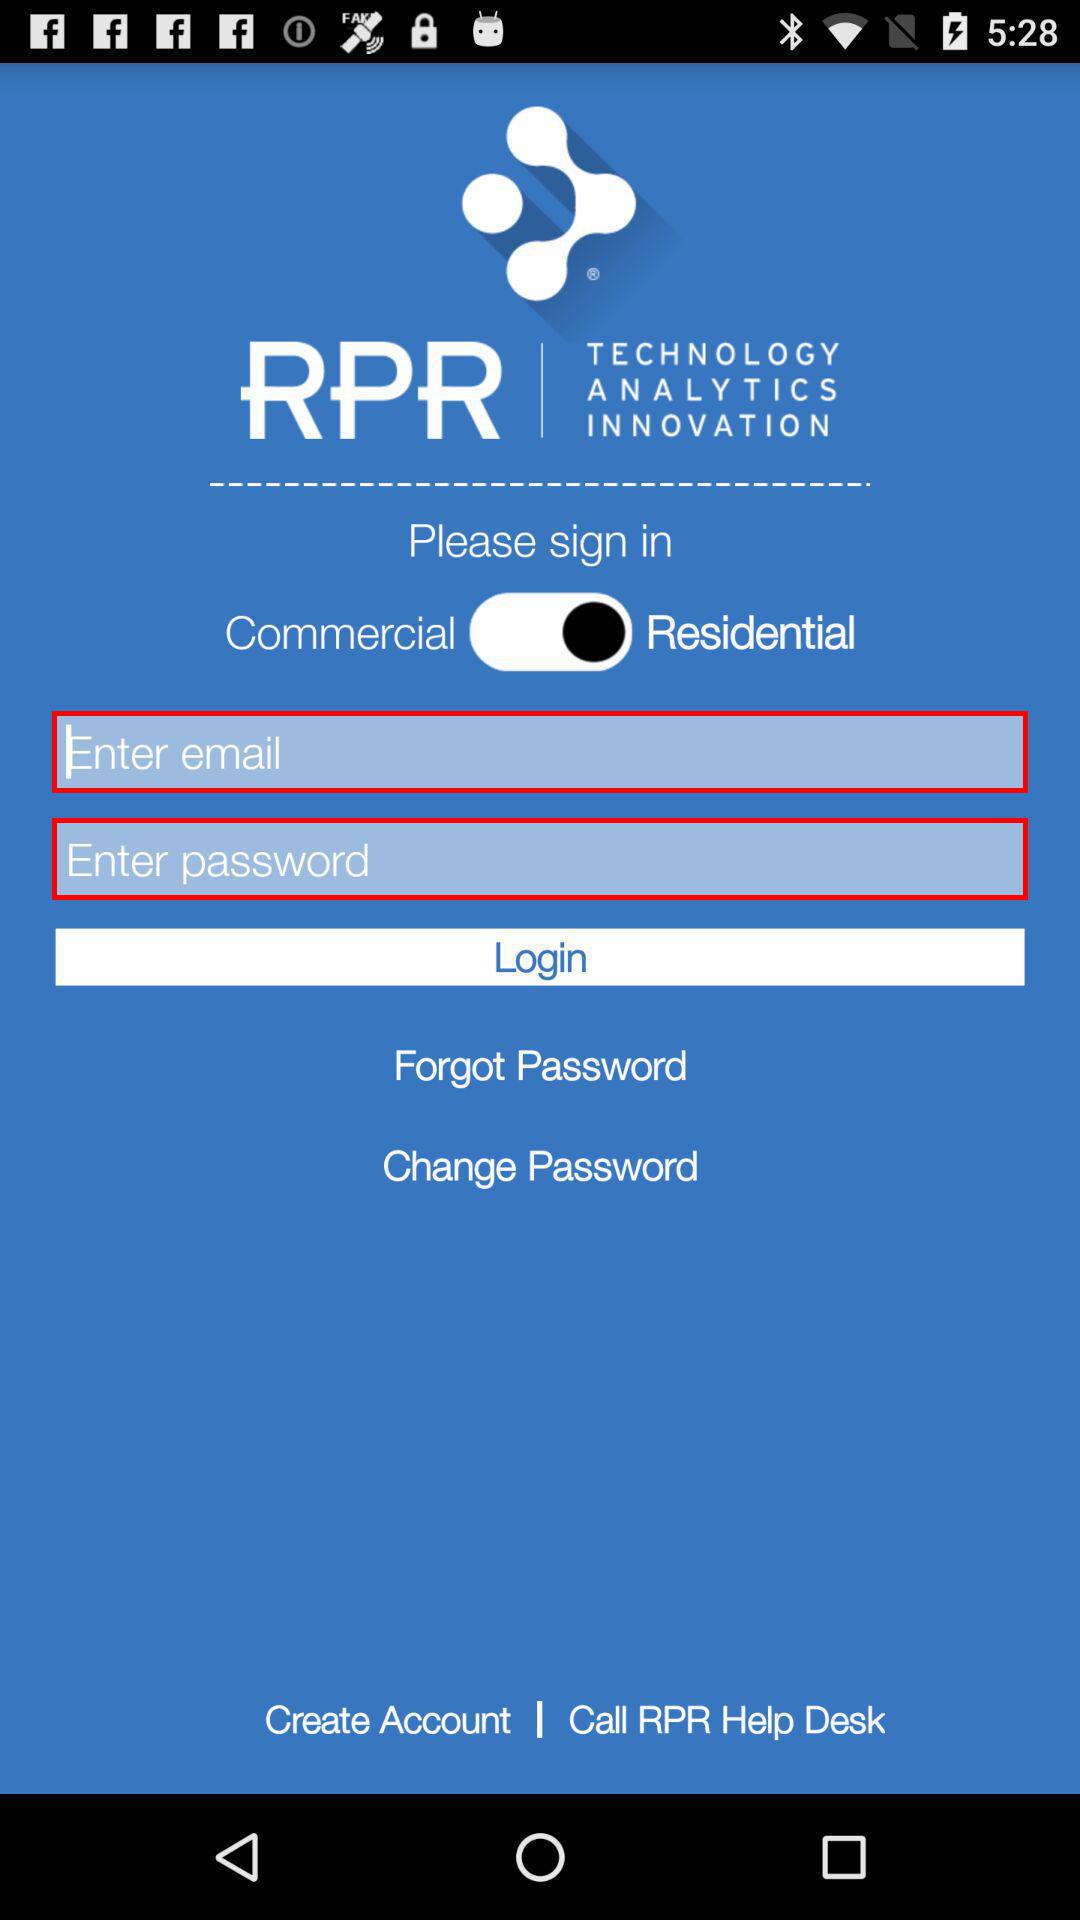 FAKE
5:28
®
RPR
TECHNOLOGY
ANALYTICS
INNOVATION
Please sign in
Commercial Residential
Enter email
Enter password
Login
Forgot Password
Change Password
Create Account | Call RPR Help Desk